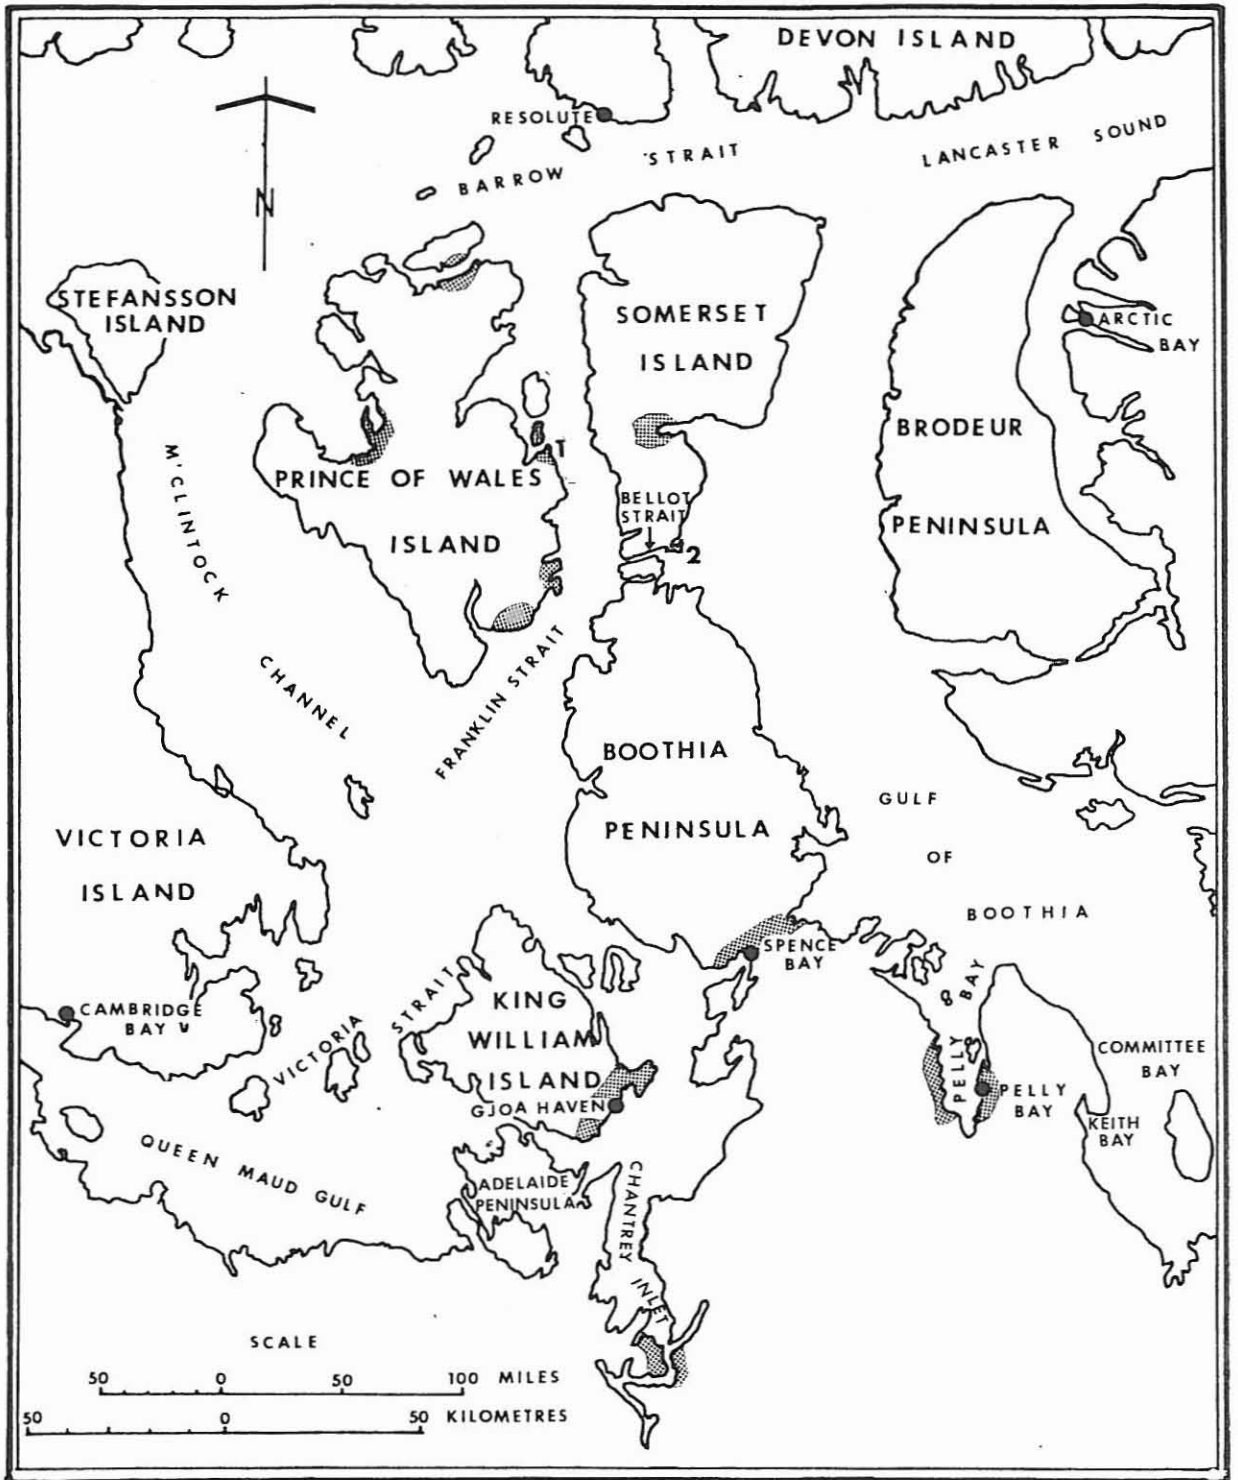 DEVON ISLAND
RESOLUTE
BARROW STRAIT
LANCASTER SOUND
N
STEFANSSON
ISLAND
SOMERSET
ISLAND
ARCTIC
BAY
M'CLINTOCK
CHANNEL
PRINCE OF WALES
ISLAND
1
BRODEUR
PENINSULA
BELLOT
STRAIT
2
FRANKLIN STRAIT
BOOTHIA
PENINSULA
GULF
OF
BOOTHIA
VICTORIA
ISLAND
SPENCE
BAY
CAMBRIDGE
BAY
VICTORIA STRAIT
KING
WILLIAM
ISLAND
GJOA HAVEN
PELLY BAY
PELLY
BAY
COMMITTEE
BAY
KEITH
BAY
QUEEN MAUD GULF
ADELAIDE
PENINSULA
CHANTREY
INLET
SCALE
50 0 50 100 MILES
50 0 50 KILOMETRES